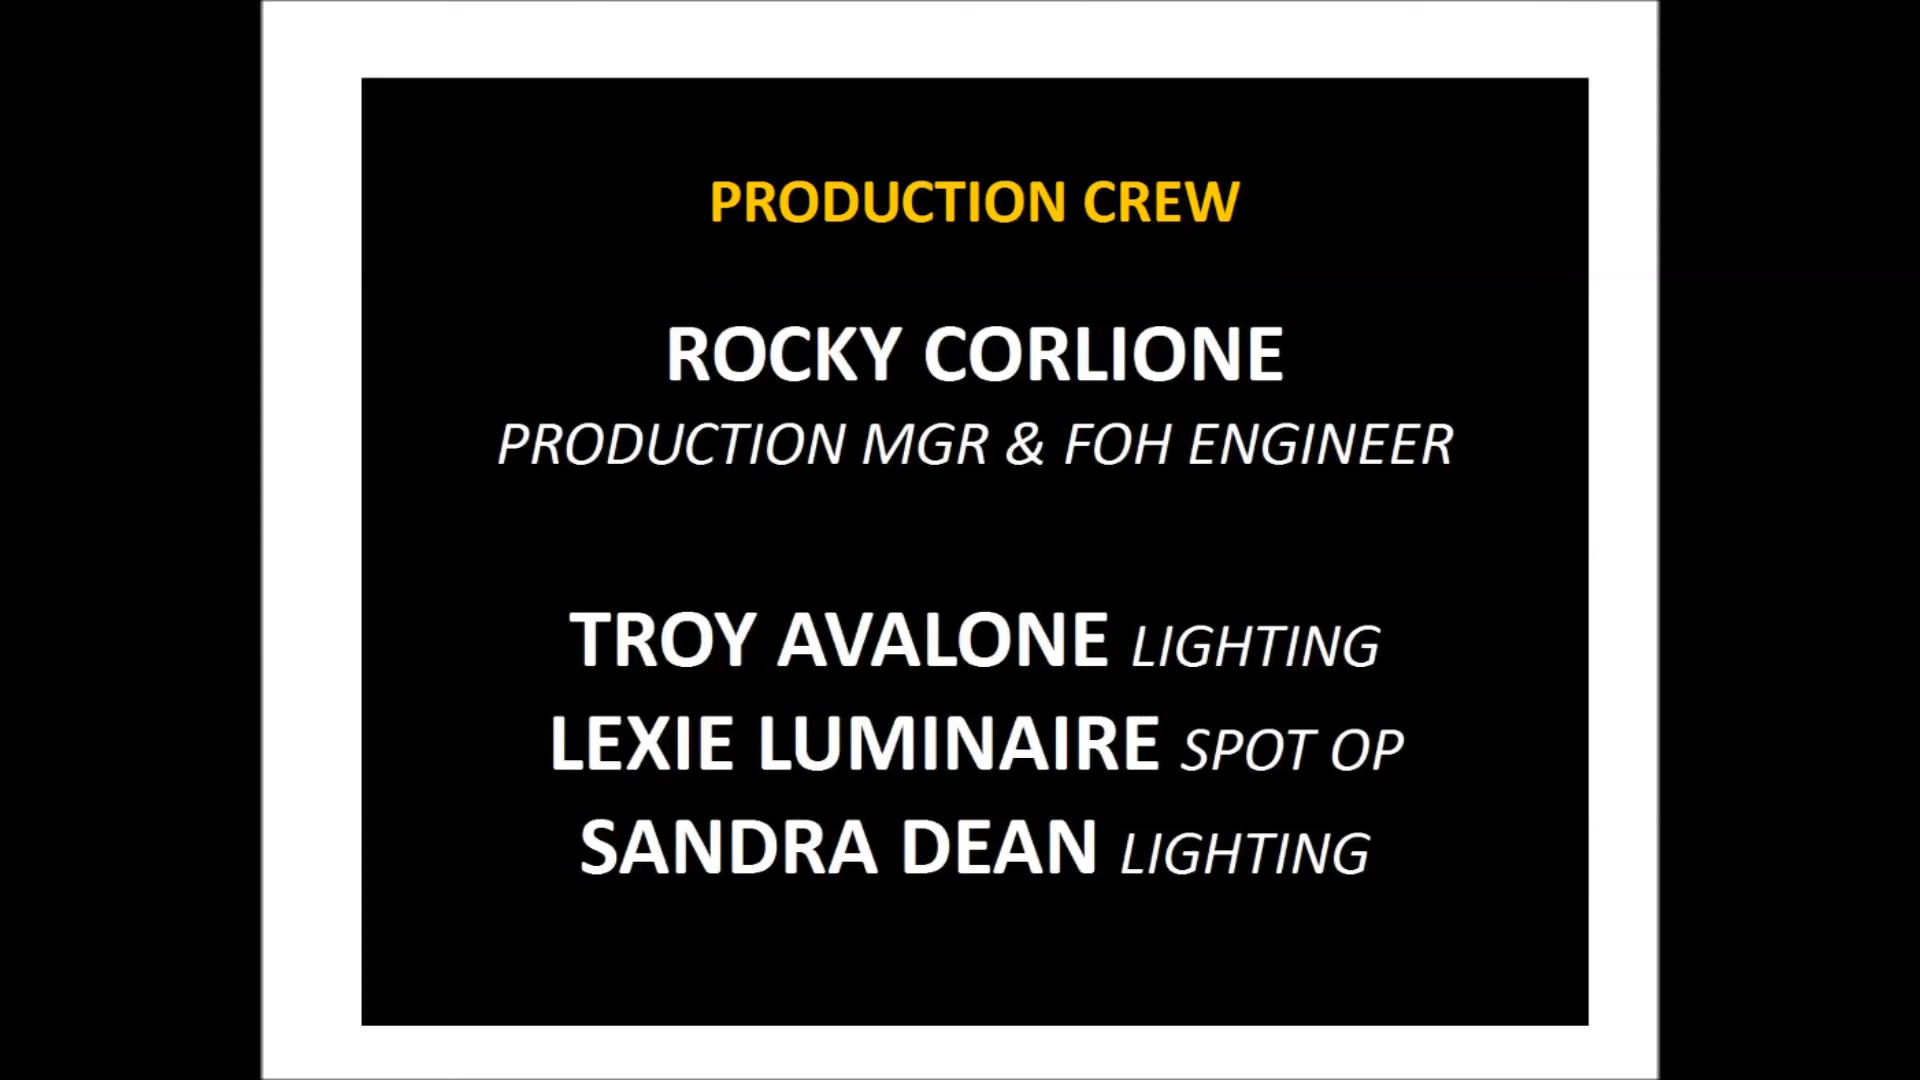 PRODUCTION CREW
ROCKY CORLIONE
PRODUCTION MGR & FOH ENGINEER
TROY AVALONE LIGHTING
LEXIE LUMINAIRE SPOT OP
SANDRA DEAN LIGHTING